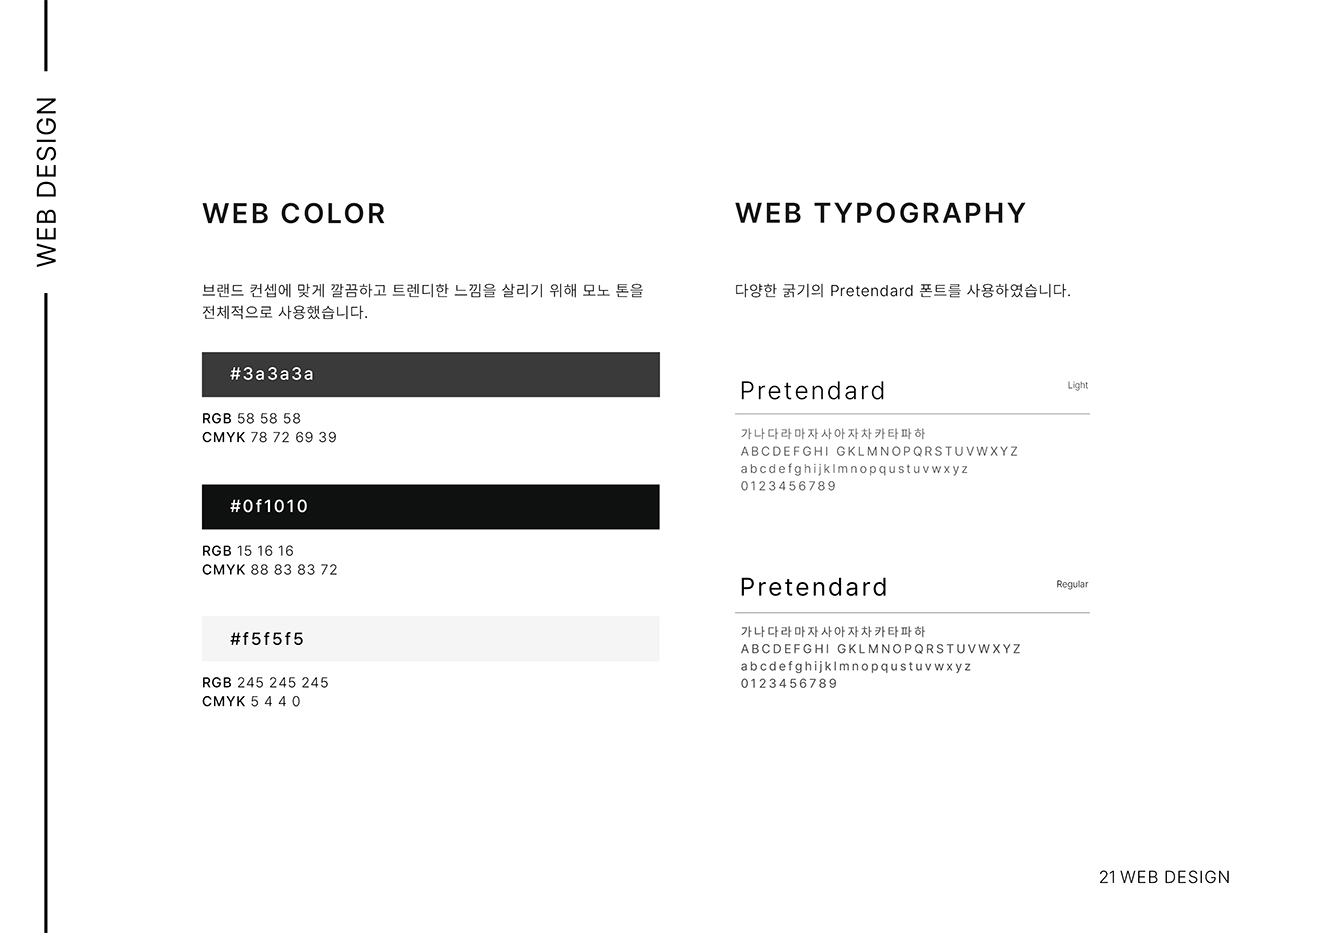 WEB DESIGN
WEB COLOR
브랜드 컨셉에 맞게 깔끔하고 트렌디한 느낌을 살리기 위해 모노 톤을
전체적으로 사용했습니다.
#3a3a3a
RGB 58 58 58
CMYK 78 72 69 39
#0f1010
RGB 15 16 16
CMYK 88 83 83 72
#f5f5f5
RGB 245 245 245
CMYK 5 4 4 0
WEB TYPOGRAPHY
다양한 굵기의 Pretendard 폰트를 사용하였습니다.
Pretendard
Light
가나다라마자사아자차카타파하
ABCDEFGHI GKLMNOPQRSTUVWXYZ
abcdefghijklmnopqustuvwxyz
0123456789
Pretendard
Regular
가나다라마자사아자차카타파하
ABCDEFGHI GKLMNOPQRSTUVWXYZ
abcdefghijklmnopqustuvwxyz
0123456789
21 WEB DESIGN